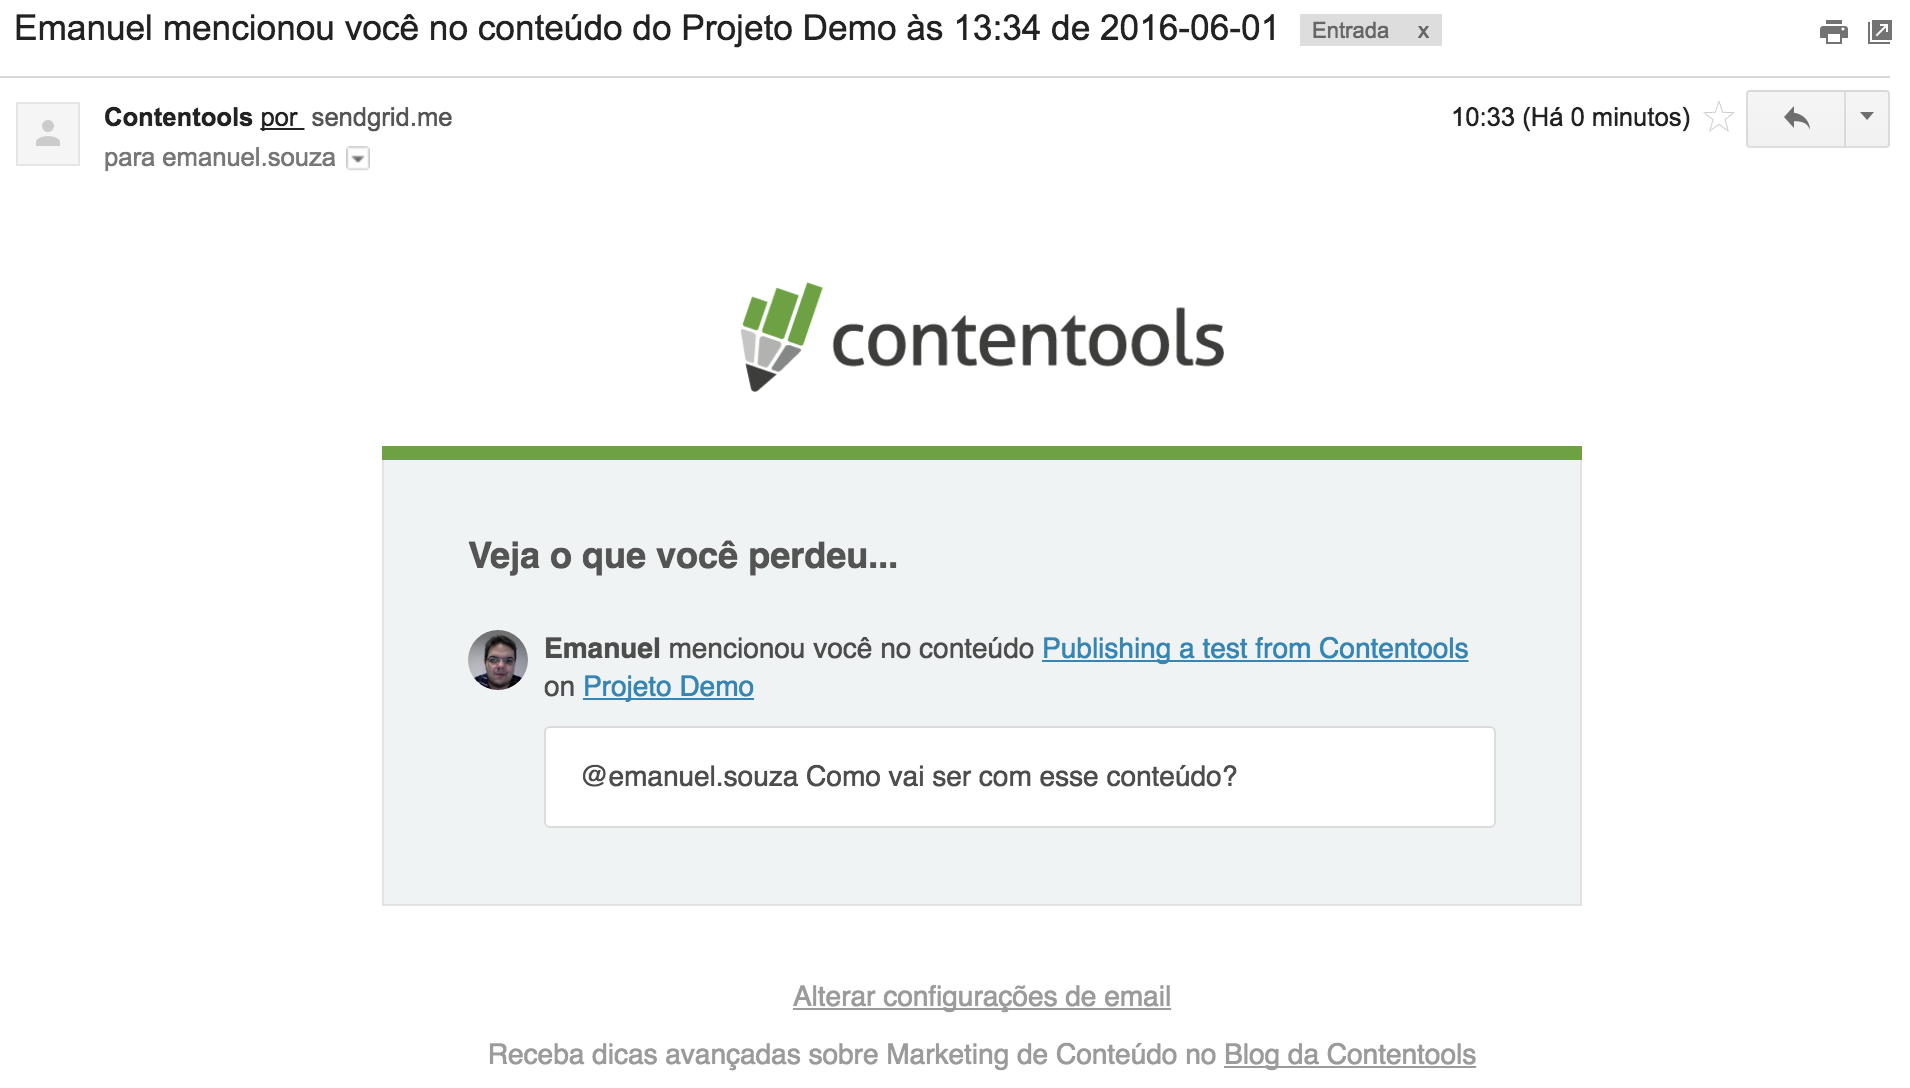 Emanuel mencionou você no conteúdo do Projeto Demo às 13:34 de 2016-06-01 Entrada x
Contentools por sendgrid.me 10:33 (Há 0 minutos)
para emanuel.souza
contentools
Veja o que você perdeu...
Emanuel mencionou você no conteúdo Publishing a test from Contentools
on Projeto Demo
@emanuel.souza Como vai ser com esse conteúdo?
Alterar configurações de email
Receba dicas avançadas sobre Marketing de Conteúdo no Blog da Contentools